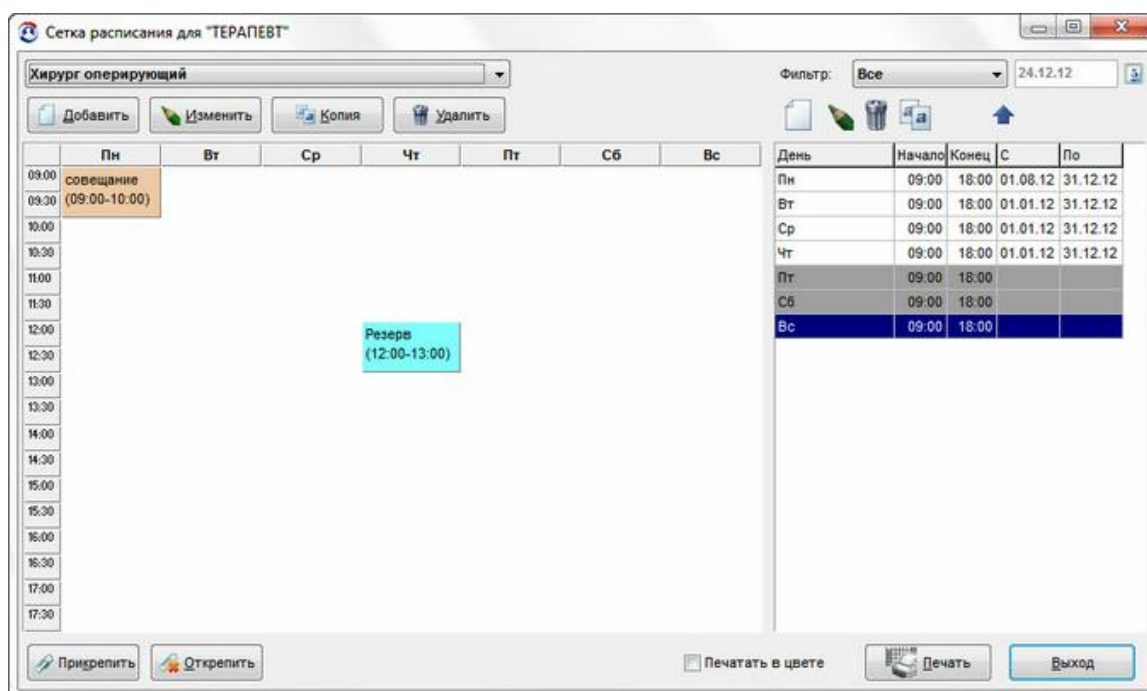 Сетка расписания для "ТЕРАПЕВТ"
Хирург оперирующий
Фильтр: Все 24.12.12
Добавить Изменить Копия Удалить
Пн Вт Ср Чт Пт Сб Вс
09:00
09:30
10:00
10:30
11:00
11:30
12:00
12:30
13:00
13:30
14:00
14:30
15:00
15:30
16:00
16:30
17:00
17:30
совещание
(09:00-10:00)
Резерв
(12:00-13:00)
День Начало Конец С По
Пн 09:00 18:00 01.08.12 31.12.12
Вт 09:00 18:00 01.01.12 31.12.12
Ср 09:00 18:00 01.01.12 31.12.12
Чт 09:00 18:00 01.01.12 31.12.12
Пт 09:00 18:00
Сб 09:00 18:00
Вс 09:00 18:00
Прикрепить Открепить Печатать в цвете Печать Выход